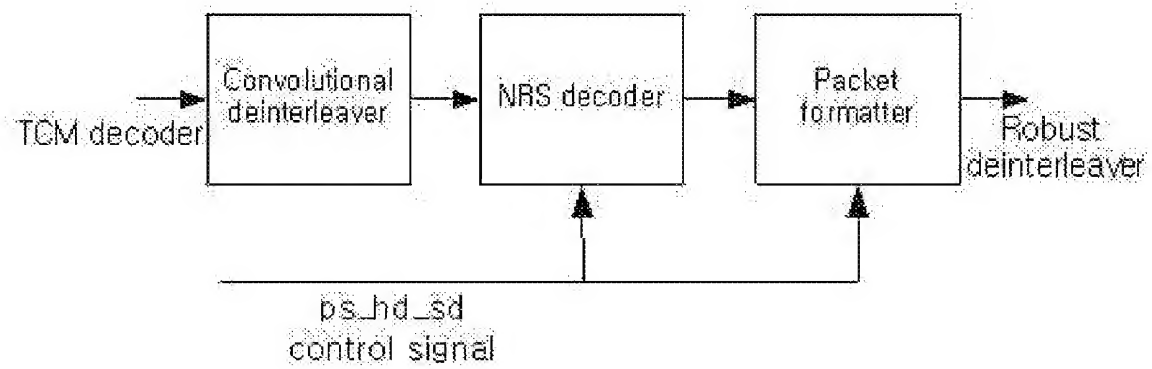 Convolutional
deinterleaver
NRS decoder
Packet
formatter
TCM decoder
Robust
deinterleaver
ps_hd_sd
control signal